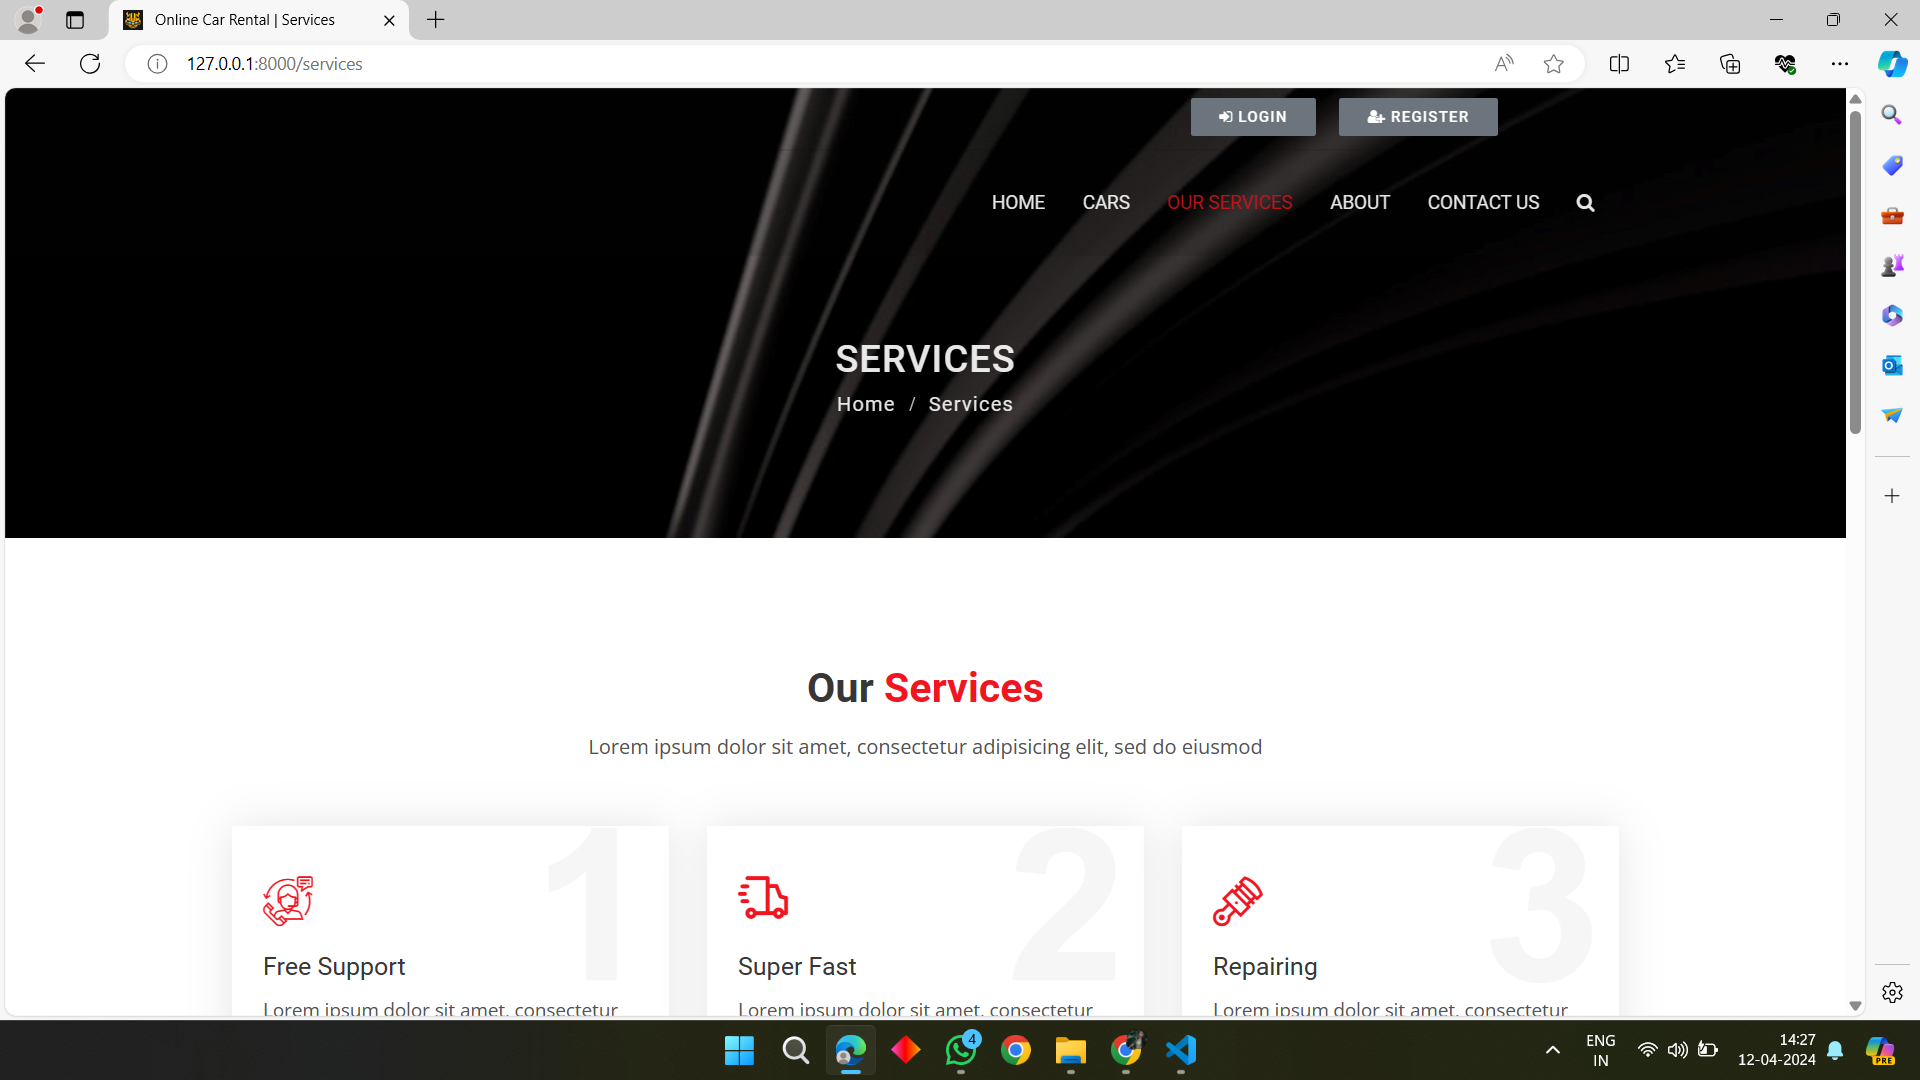 Online Car Rental | Services
127.0.0.1:8000/services
LOGIN
REGISTER
HOME
CARS
OUR SERVICES
ABOUT
CONTACT US
SERVICES
Home / Services
Our Services
Lorem ipsum dolor sit amet, consectetur adipisicing elit, sed do eiusmod
1
2
3
Free Support
Super Fast
Repairing
Lorem ipsum dolor sit amet, consectetur
Lorem ipsum dolor sit amet, consectetur
Lorem ipsum dolor sit amet, consectetur
4
ENG
IN
14:27
12-04-2024
PRE